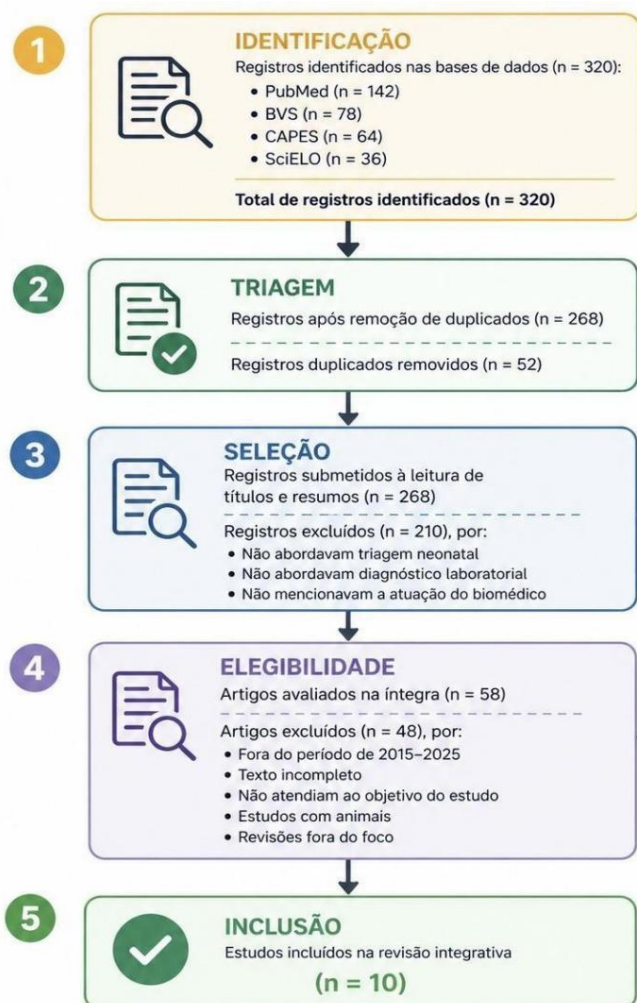 1
IDENTIFICAÇÃO
Registros identificados nas bases de dados (n = 320):
• PubMed (n = 142)
• BVS (n = 78)
• CAPES (n = 64)
• SciELO (n = 36)
Total de registros identificados (n = 320)
2
TRIAGEM
Registros após remoção de duplicados (n = 268)
Registros duplicados removidos (n = 52)
3
SELEÇÃO
Registros submetidos à leitura de
títulos e resumos (n = 268)
Registros excluídos (n = 210), por:
• Não abordavam triagem neonatal
• Não abordavam diagnóstico laboratorial
• Não mencionavam a atuação do biomédico
4
ELEGIBILIDADE
Artigos avaliados na íntegra (n = 58)
Artigos excluídos (n = 48), por:
• Fora do período de 2015–2025
• Texto incompleto
• Não atendiam ao objetivo do estudo
• Estudos com animais
• Revisões fora do foco
5
INCLUSÃO
Estudos incluídos na revisão integrativa
(n = 10)